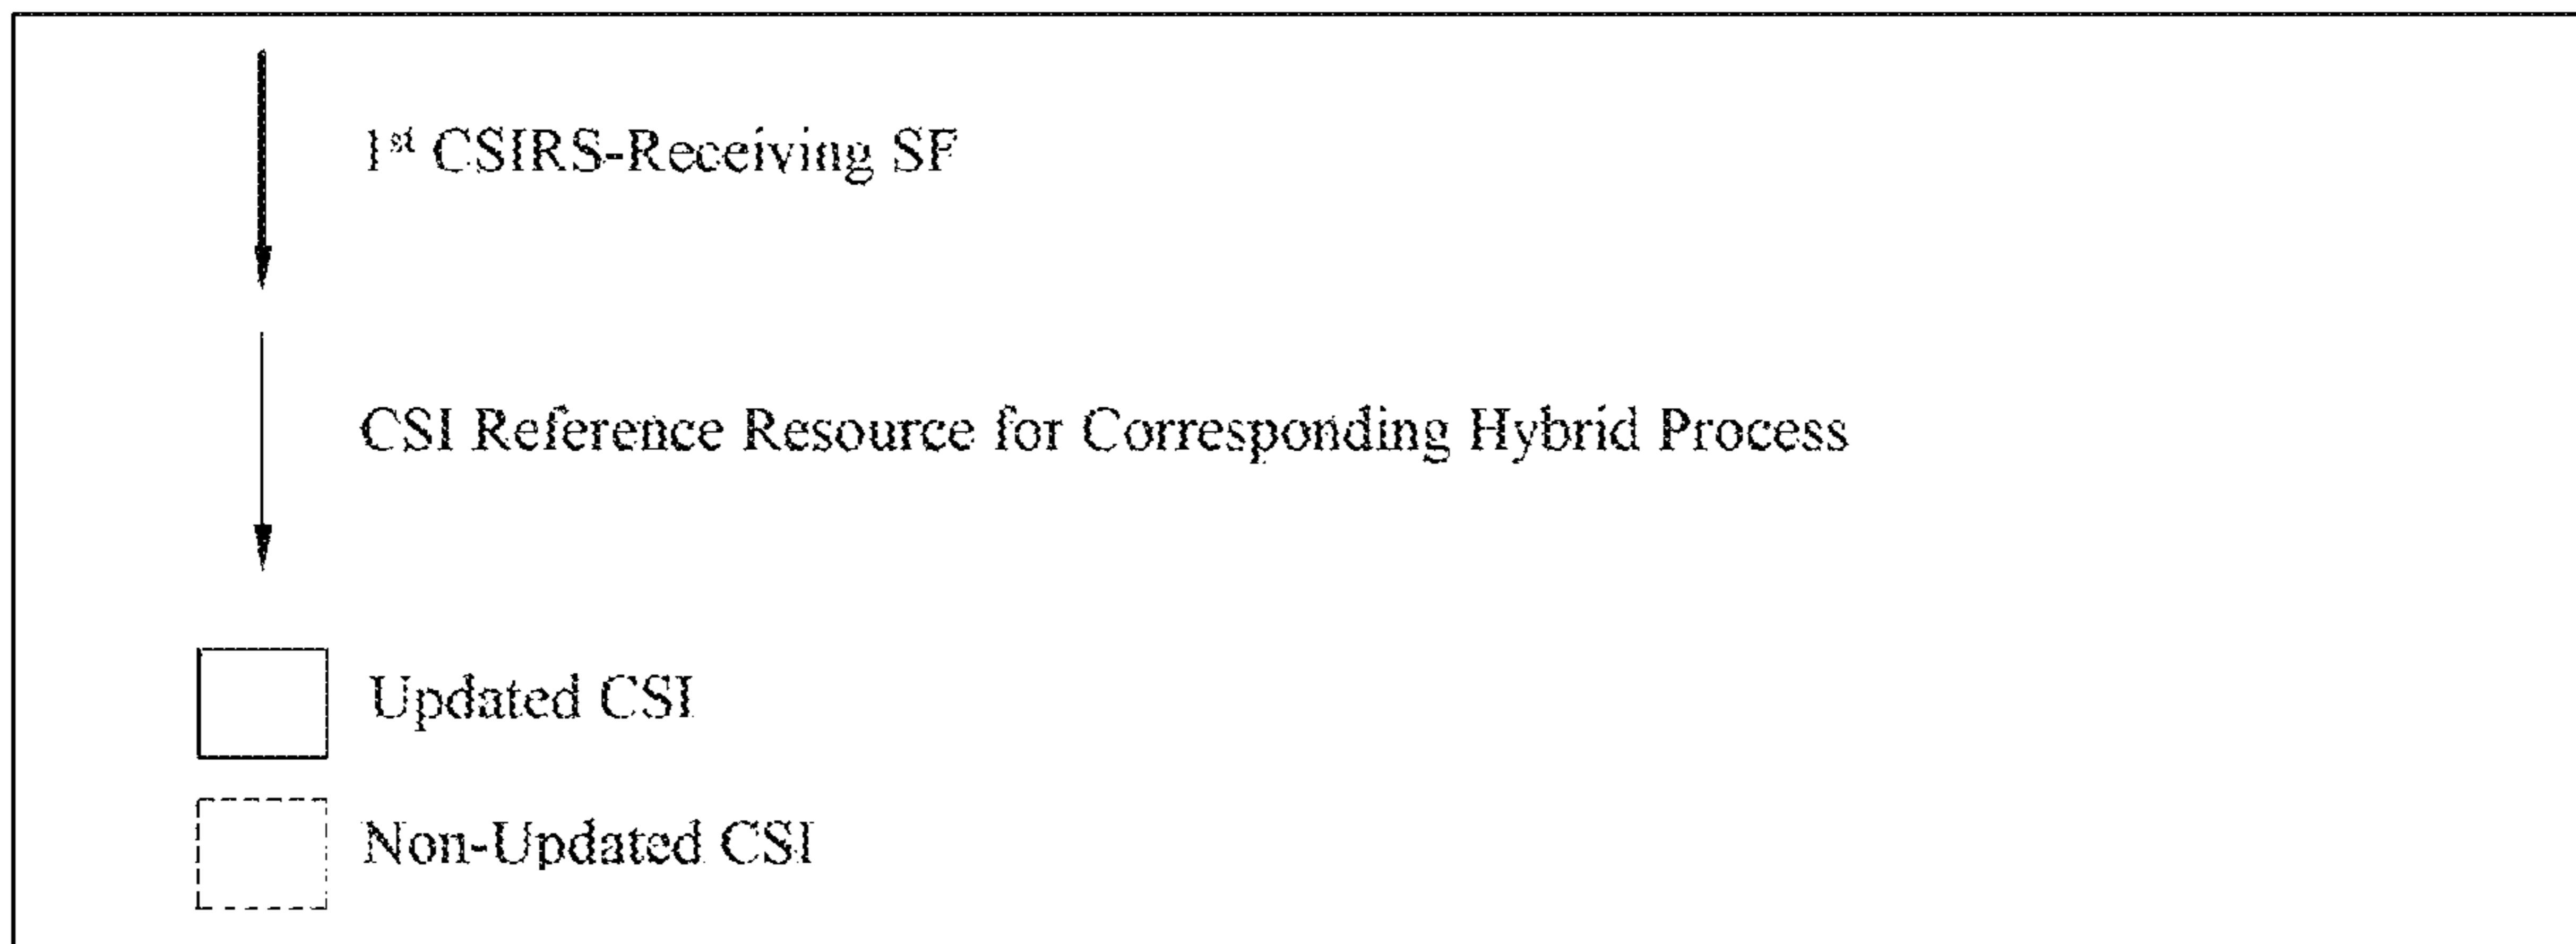 1st CSIRS-Receiving SF
CSI Reference Resource for Corresponding Hybrid Process
Updated CSI
Non-Updated CSI